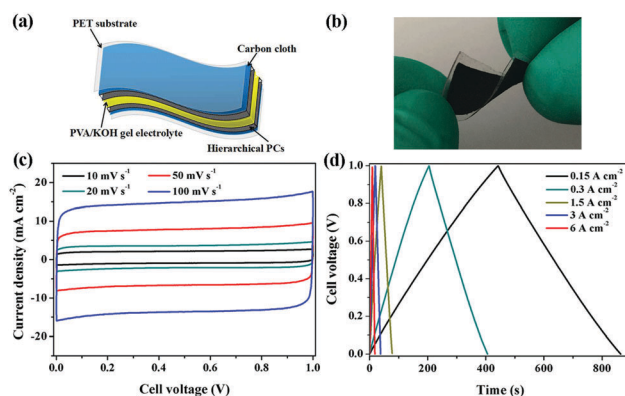 (a)
PET substrate
Carbon cloth
PVA/KOH gel electrolyte
Hierarchical PCs
(b)
(c)
10 mV s⁻¹
50 mV s⁻¹
20 mV s⁻¹
100 mV s⁻¹
Current density (mA cm⁻²)
20
10
0
-10
-20
0.0
0.2
0.4
0.6
0.8
1.0
Cell voltage (V)
(d)
0.15 A cm⁻²
0.3 A cm⁻²
1.5 A cm⁻²
3 A cm⁻²
6 A cm⁻²
Cell voltage (V)
1.0
0.8
0.6
0.4
0.2
0.0
0
200
400
600
800
Time (s)